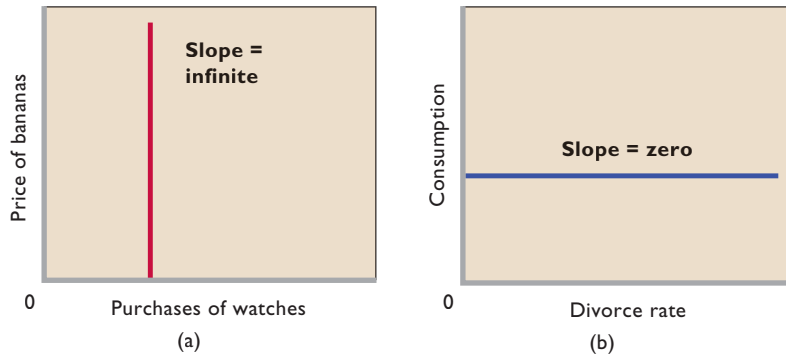 Price of bananas
Slope =
infinite
0
Purchases of watches
(a)
Consumption
Slope = zero
0
Divorce rate
(b)